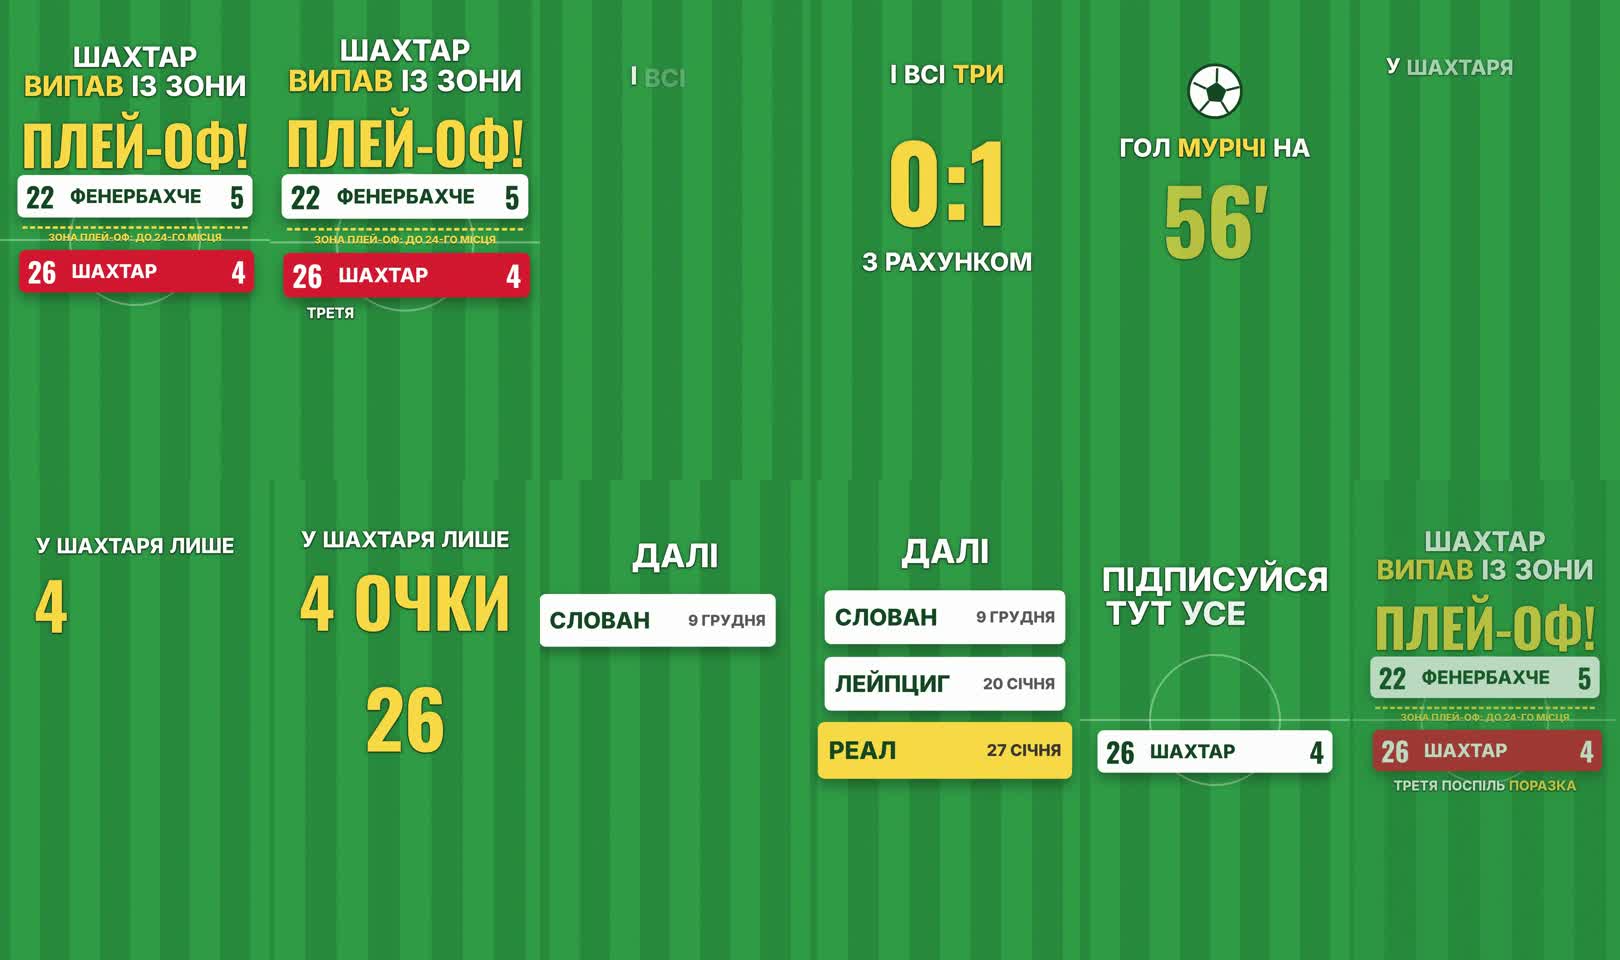 ШАХТАР
ВИПАВ ІЗ ЗОНИ
ПЛЕЙ-ОФ!
22 ФЕНЕРБАХЧЕ 5
ЗОНА ПЛЕЙ-ОФ: ДО 24-ГО МІСЦЯ
26 ШАХТАР 4
ШАХТАР
ВИПАВ ІЗ ЗОНИ
ПЛЕЙ-ОФ!
22 ФЕНЕРБАХЧЕ 5
ЗОНА ПЛЕЙ-ОФ: ДО 24-ГО МІСЦЯ
26 ШАХТАР 4
ТРЕТЯ
І ВСІ
І ВСІ ТРИ
0:1
З РАХУНКОМ
ГОЛ МУРІЧІ НА
56'
У ШАХТАРЯ
У ШАХТАРЯ ЛИШЕ
4
У ШАХТАРЯ ЛИШЕ
4 ОЧКИ
26
ДАЛІ
СЛОВАН 9 ГРУДНЯ
ДАЛІ
СЛОВАН 9 ГРУДНЯ
ЛЕЙПЦИГ 20 СІЧНЯ
РЕАЛ 27 СІЧНЯ
ПІДПИСУЙСЯ
ТУТ УСЕ
26 ШАХТАР 4
ШАХТАР
ВИПАВ ІЗ ЗОНИ
ПЛЕЙ-ОФ!
22 ФЕНЕРБАХЧЕ 5
ЗОНА ПЛЕЙ-ОФ: ДО 24-ГО МІСЦЯ
26 ШАХТАР 4
ТРЕТЯ ПОСПІЛЬ ПОРАЗКА